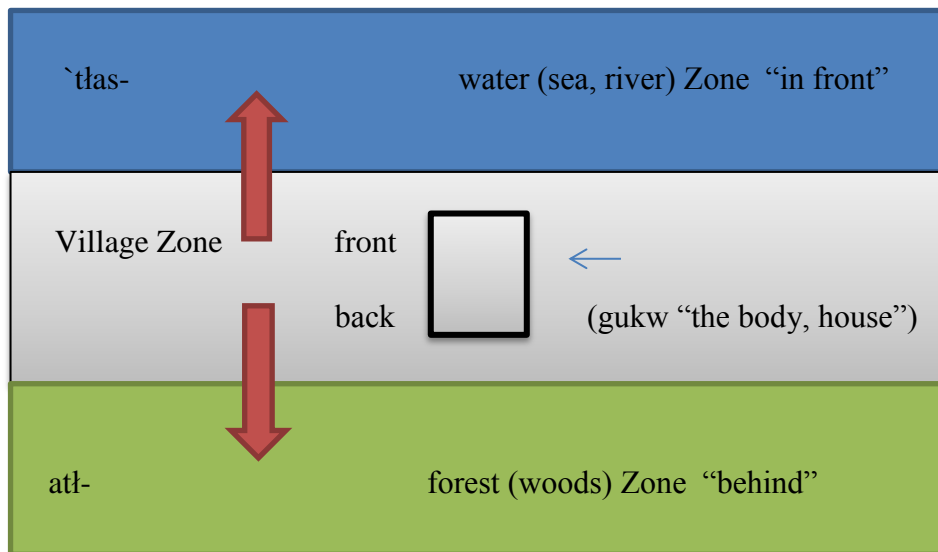 `tłas- water (sea, river) Zone “in front”
Village Zone front
back (gukw “the body, house”)
atł- forest (woods) Zone “behind”